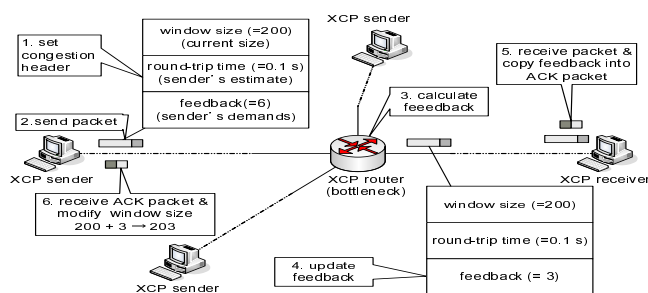 XCP sender
1. set
congestion
header
window size (=200)
(current size)
round-trip time (=0.1 s)
(sender's estimate)
feedback(=6)
(sender's demands)
5. receive packet &
copy feedback into
ACK packet
3. calculate
feeedback
2.send packet
XCP sender
XCP router
(bottleneck)
XCP receiver
6. receive ACK packet &
modify window size
200 + 3 → 203
window size (=200)
round-trip time (=0.1 s)
feedback (= 3)
4. update
feedback
XCP sender